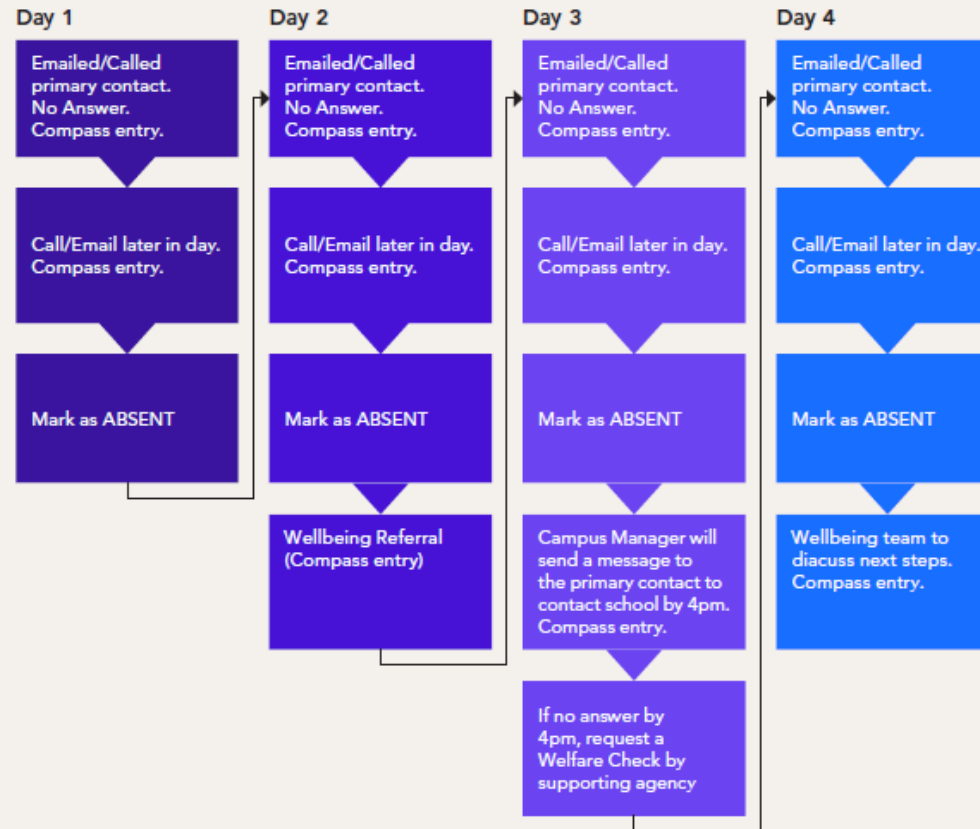 Day 1
Emailed/Called
primary contact.
No Answer.
Compass entry.
Call/Email later in day.
Compass entry.
Mark as ABSENT
Day 2
Emailed/Called
primary contact.
No Answer.
Compass entry.
Call/Email later in day.
Compass entry.
Mark as ABSENT
Wellbeing Referral
(Compass entry)
Day 3
Emailed/Called
primary contact.
No Answer.
Compass entry.
Call/Email later in day.
Compass entry.
Mark as ABSENT
Campus Manager will
send a message to
the primary contact to
contact school by 4pm.
Compass entry.
If no answer by
4pm, request a
Welfare Check by
supporting agency
Day 4
Emailed/Called
primary contact.
No Answer.
Compass entry.
Call/Email later in day.
Compass entry.
Mark as ABSENT
Wellbeing team to
diacuss next steps.
Compass entry.